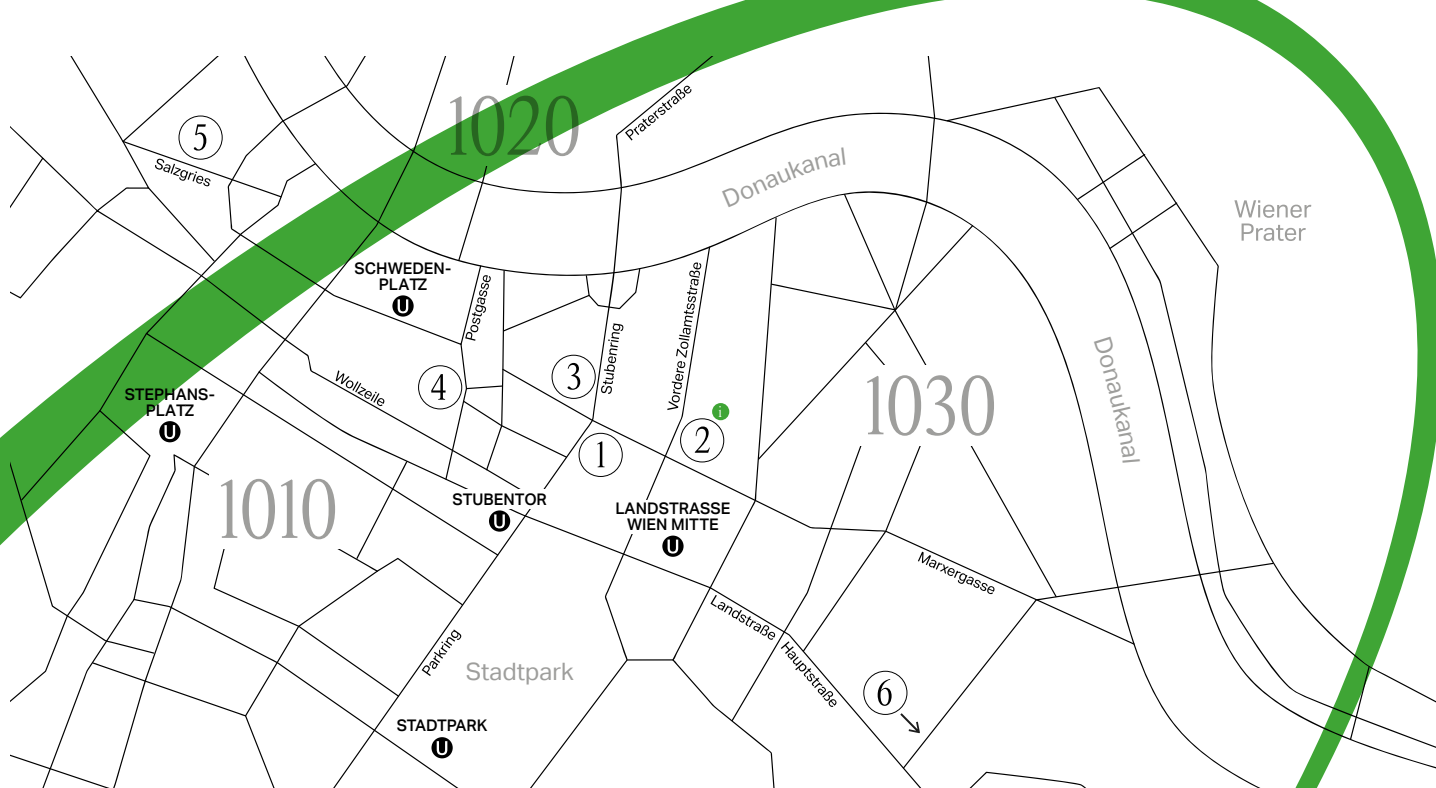 1020
Praterstraße
5
Salzgries
Donaukanal
Wiener
Prater
SCHWEDEN-
PLATZ
U
Postgasse
Vordere Zollamtsstraße
Stubenring
Donaukanal
3
4
Wollzeile
STEPHANS-
PLATZ
U
1030
i
2
1
1010
STUBENTOR
U
LANDSTRASSE
WIEN MITTE
U
Marxergasse
Landstraße
Hauptstraße
Parkring
Stadtpark
6
STADTPARK
U